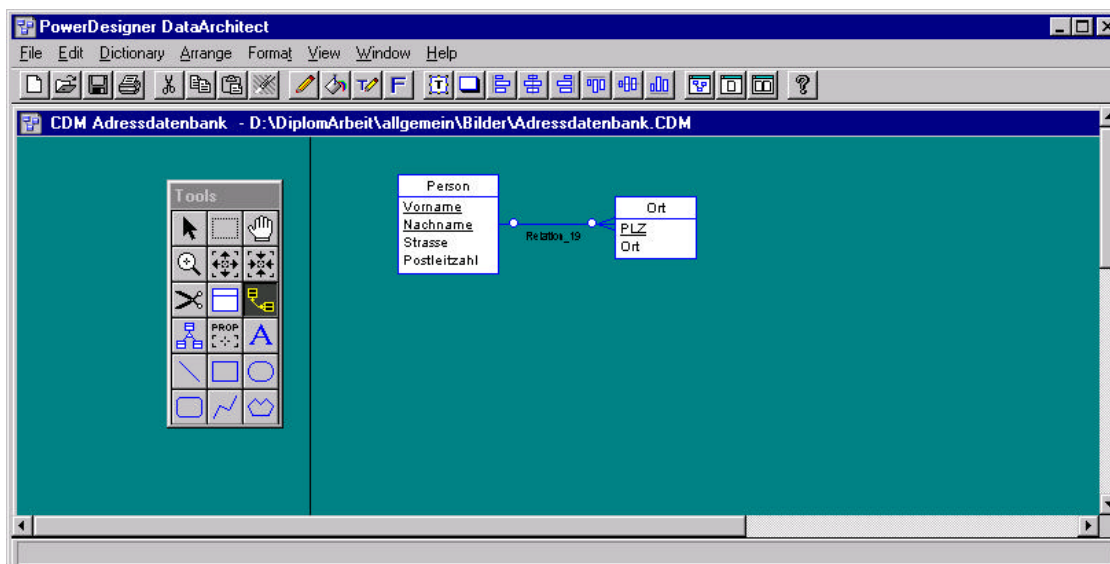 PowerDesigner DataArchitect
File Edit Dictionary Arrange Format View Window Help
T F T ?
CDM Adressdatenbank - D:\DiplomArbeit\allgemein\Bilder\Adressdatenbank.CDM
Tools
PROP
A
Person
Vorname
Nachname
Strasse
Postleitzahl
Relation_19
Ort
PLZ
Ort